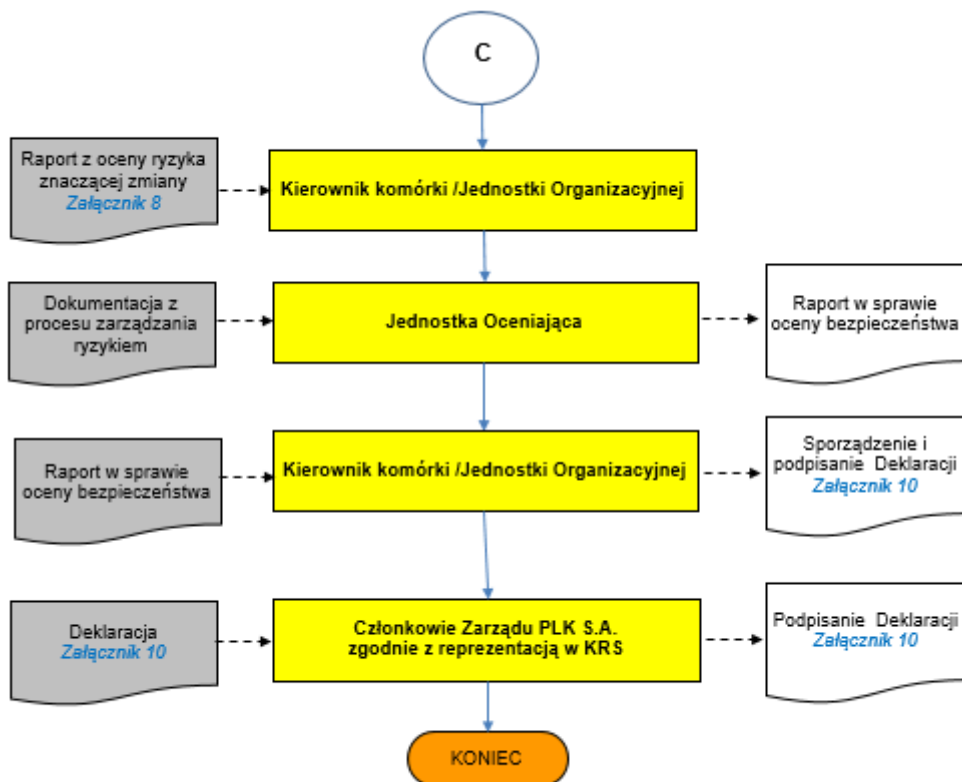 C
Raport z oceny ryzyka
znaczącej zmiany
Załącznik 8
Kierownik komórki /Jednostki Organizacyjnej
Dokumentacja z
procesu zarządzania
ryzykiem
Jednostka Oceniająca
Raport w sprawie
oceny bezpieczeństwa
Raport w sprawie
oceny bezpieczeństwa
Kierownik komórki /Jednostki Organizacyjnej
Sporządzenie i
podpisanie Deklaracji
Załącznik 10
Deklaracja
Załącznik 10
Członkowie Zarządu PLK S.A.
zgodnie z reprezentacją w KRS
Podpisanie Deklaracji
Załącznik 10
KONIEC